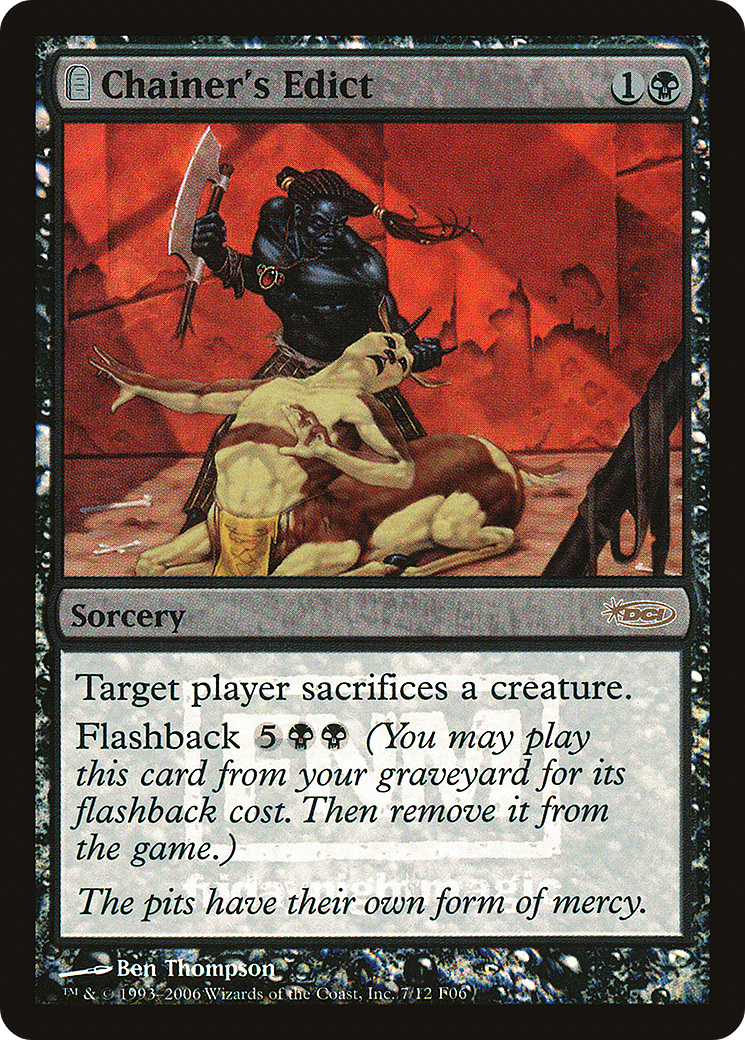 Chainer's Edict 1
Sorcery DCI
Target player sacrifices a creature.
Flashback 5 (You may play
this card from your graveyard for its
flashback cost. Then remove it from
the game.)
FNM
friday night magic
The pits have their own form of mercy.
Ben Thompson
™ & © 1993–2006 Wizards of the Coast, Inc. 7/12 F06